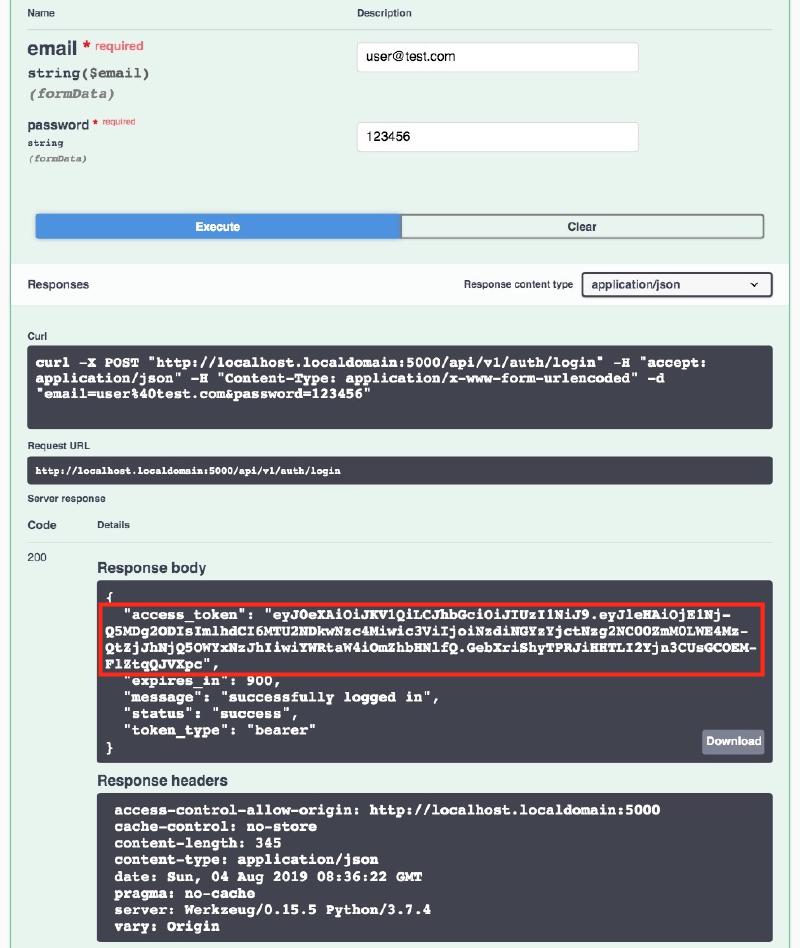 Name Description
email * required user@test.com
string($email)
(formData)
password * required 123456
string
(formData)
Execute Clear
Responses Response content type application/json
Curl
curl -X POST "http://localhost.localdomain:5000/api/v1/auth/login" -H "accept:
application/json" -H "Content-Type: application/x-www-form-urlencoded" -d
"email=user%40test.com&password=123456"
Request URL
http://localhost.localdomain:5000/api/v1/auth/login
Server response
Code Details
200
Response body
{
"access_token": "eyJ0eXAiOiJKV1QiLCJhbGciOiJIUzI1NiJ9.eyJleHAiOjE1Nj-
Q5MDg2ODIsImlhdCI6MTU2NDkwNzc4Miwic3ViIjoiNzdiNGYzYjctNzg2NC00ZmM0LWE4Mz-
QtZjJhNjQ5OWYxNzJhIiwiYWRtaW4iOmZhbHNlfQ.GebXriShyTPRJiHHTLI2Yjn3CUsGCOEM-
FlZtqQJVXpc",
"expires_in": 900,
"message": "successfully logged in",
"status": "success",
"token_type": "bearer"
}
Download
Response headers
access-control-allow-origin: http://localhost.localdomain:5000
cache-control: no-store
content-length: 345
content-type: application/json
date: Sun, 04 Aug 2019 08:36:22 GMT
pragma: no-cache
server: Werkzeug/0.15.5 Python/3.7.4
vary: Origin